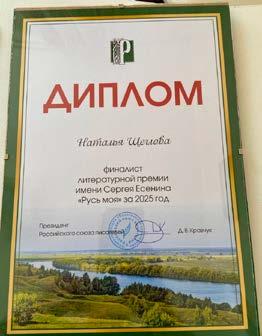 ДИПЛОМ
Наталья Щеглова
финалист
литературной премии
имени Сергея Есенина
«Русь моя» за 2025 год
Президент
Российского союза писателей
Д.В. Кравчук